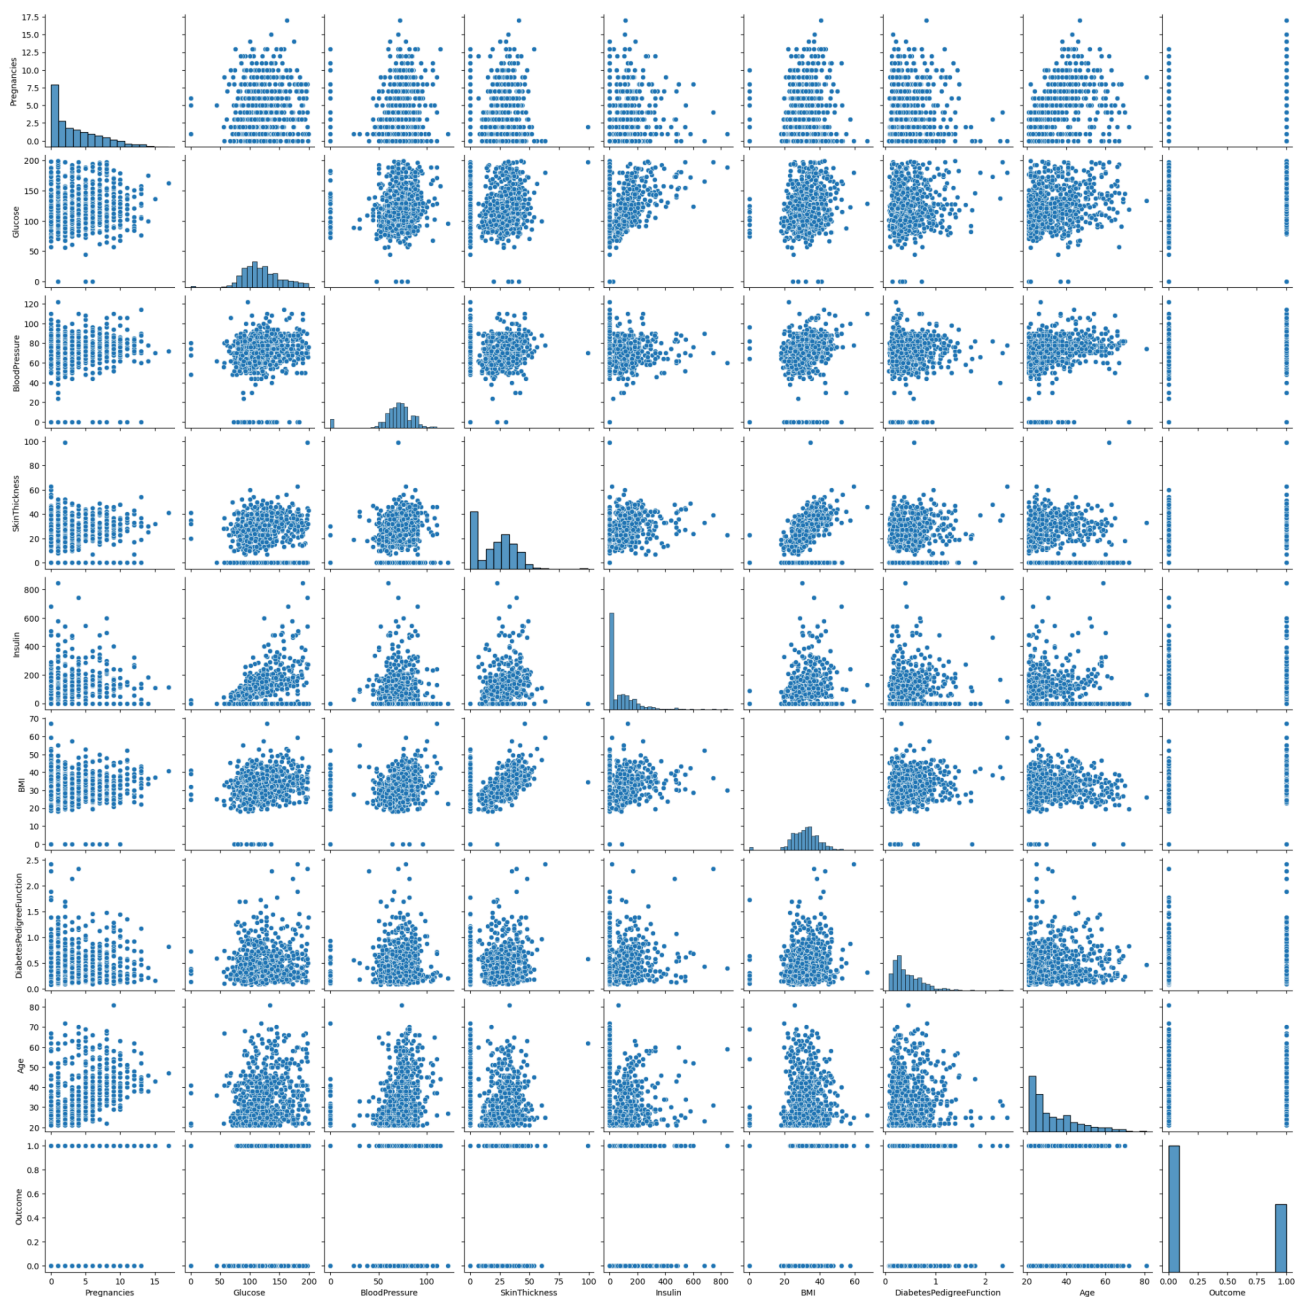 17.5
15.0
12.5
10.0
7.5
5.0
2.5
0.0
Pregnancies
200
150
100
50
0
Glucose
120
100
80
60
40
20
0
BloodPressure
100
80
60
40
20
0
SkinThickness
800
600
400
200
0
Insulin
70
60
50
40
30
20
10
0
BMI
2.5
2.0
1.5
1.0
0.5
0.0
DiabetesPedigreeFunction
80
70
60
50
40
30
20
Age
1.0
0.8
0.6
0.4
0.2
0.0
Outcome
0 5 10 15
Pregnancies
0 50 100 150 200
Glucose
0 50 100
BloodPressure
0 20 40 60 80 100
SkinThickness
0 200 400 600 800
Insulin
0 20 40 60
BMI
0 1 2
DiabetesPedigreeFunction
20 40 60 80
Age
0.00 0.25 0.50 0.75 1.00
Outcome